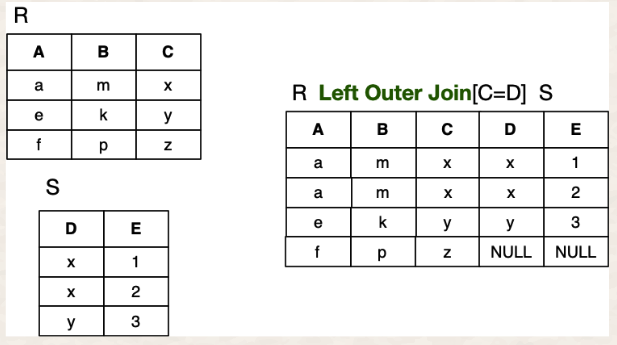 R
A B C
a m x
e k y
f p z
S
D E
x 1
x 2
y 3
R Left Outer Join[C=D] S
A B C D E
a m x x 1
a m x x 2
e k y y 3
f p z NULL NULL